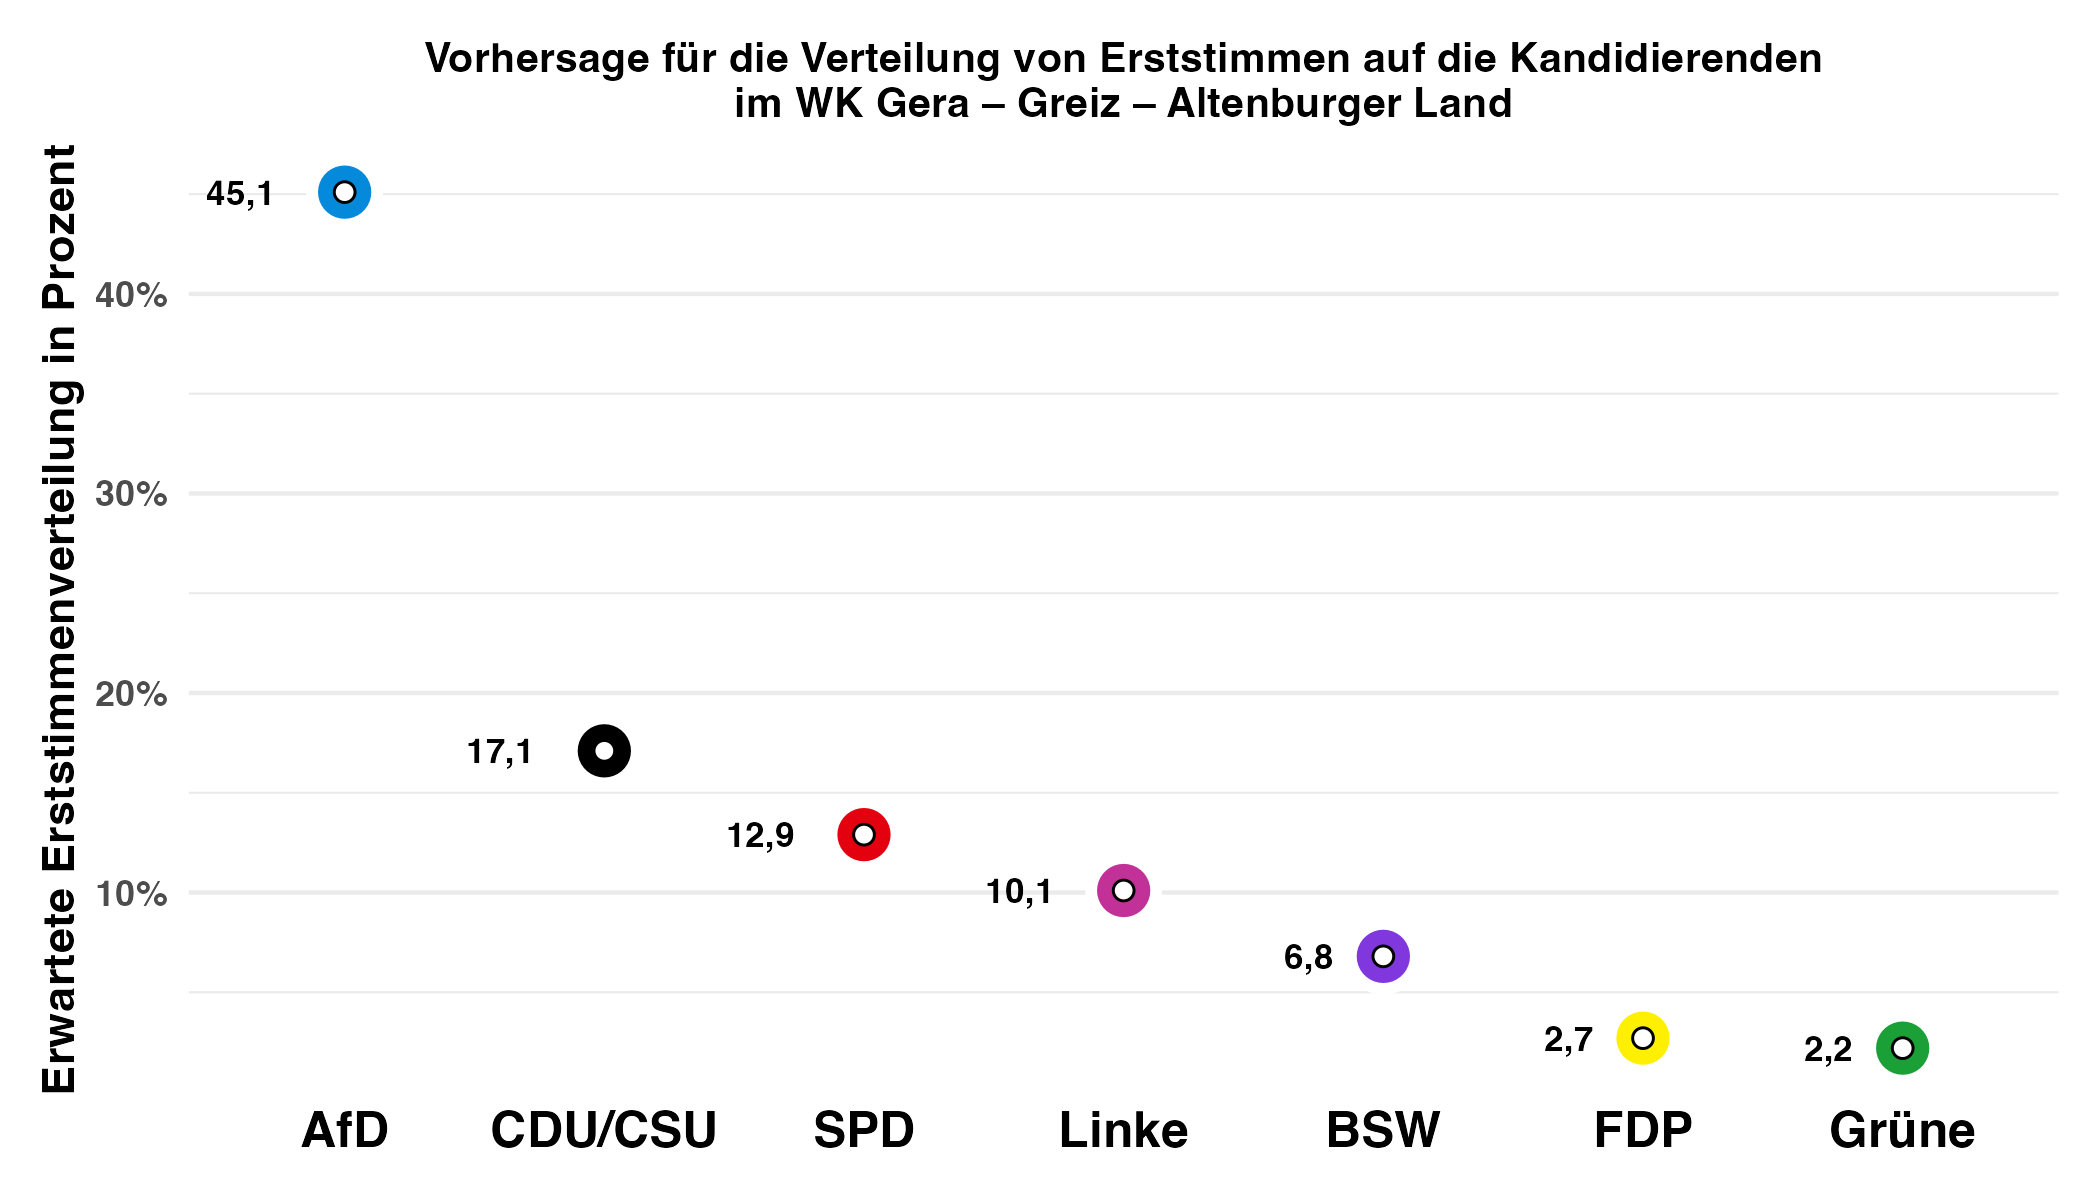 Vorhersage für die Verteilung von Erststimmen auf die Kandidierenden
im WK Gera – Greiz – Altenburger Land
Erwartete Erststimmenverteilung in Prozent
45,1
40%
30%
20%
17,1
12,9
10%
10,1
6,8
2,7
2,2
AfD
CDU/CSU
SPD
Linke
BSW
FDP
Grüne